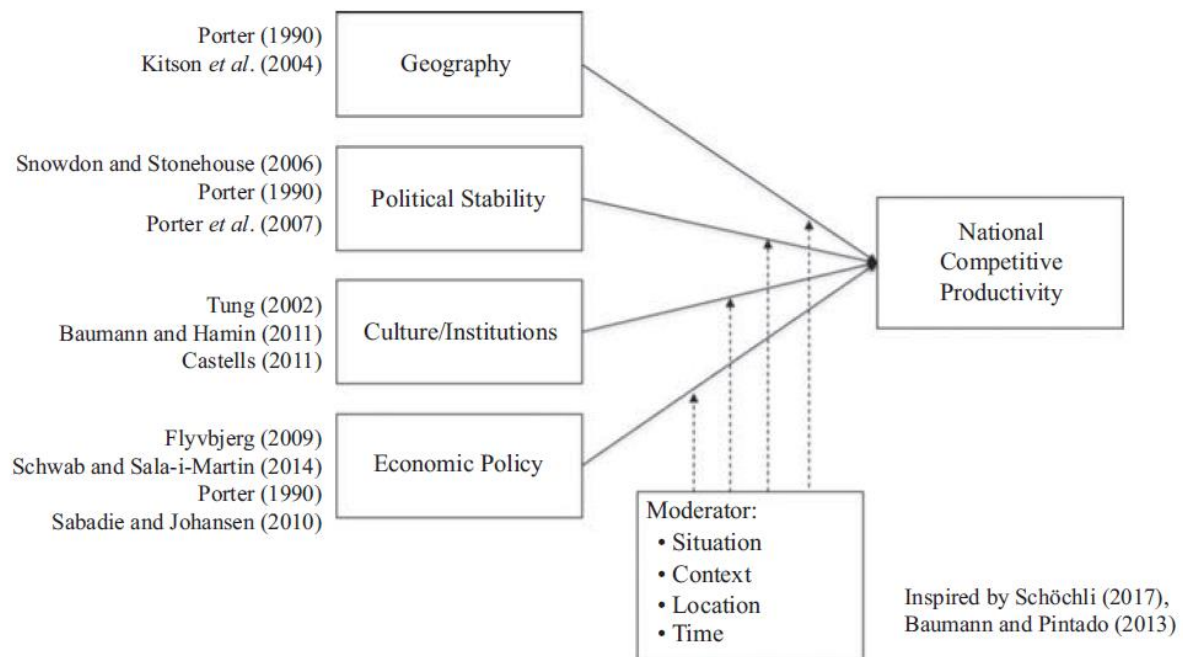 Porter (1990)
Kitson et al. (2004)
Geography
Snowdon and Stonehouse (2006)
Porter (1990)
Porter et al. (2007)
Political Stability
Tung (2002)
Baumann and Hamin (2011)
Castells (2011)
Culture/Institutions
Flyvbjerg (2009)
Schwab and Sala-i-Martin (2014)
Porter (1990)
Sabadie and Johansen (2010)
Economic Policy
National
Competitive
Productivity
Moderator:
• Situation
• Context
• Location
• Time
Inspired by Schöchli (2017),
Baumann and Pintado (2013)